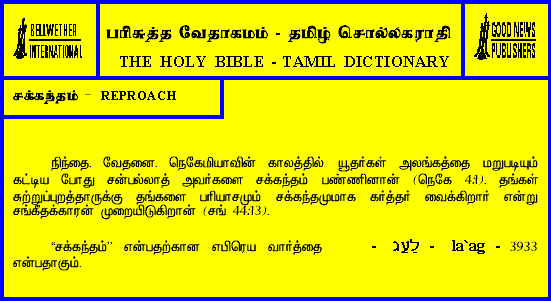 BELLWETHER
INTERNATIONAL
பரிசுத்த வேதாகமம் - தமிழ் சொல்லகராதி
THE HOLY BIBLE - TAMIL DICTIONARY
GOOD NEWS
PUBLISHERS
சக்கந்தம் - REPROACH
நிந்தை. வேதனை. நெகேமியாவின் காலத்தில் யூதர்கள் அலங்கத்தை மறுபடியும்
கட்டிய போது சன்பல்லாத் அவர்களை சக்கந்தம் பண்ணினான் (நெகே 4:1). தங்கள்
சுற்றுப்புறத்தாருக்கு தங்களை பரியாசமும் சக்கந்தமுமாக கர்த்தர் வைக்கிறார் என்று
சங்கீதக்காரன் முறையிடுகிறான் (சங் 44:13).
“சக்கந்தம்” என்பதற்கான எபிரெய வார்த்தை - לַעַג - la`ag - 3933
என்பதாகும்.